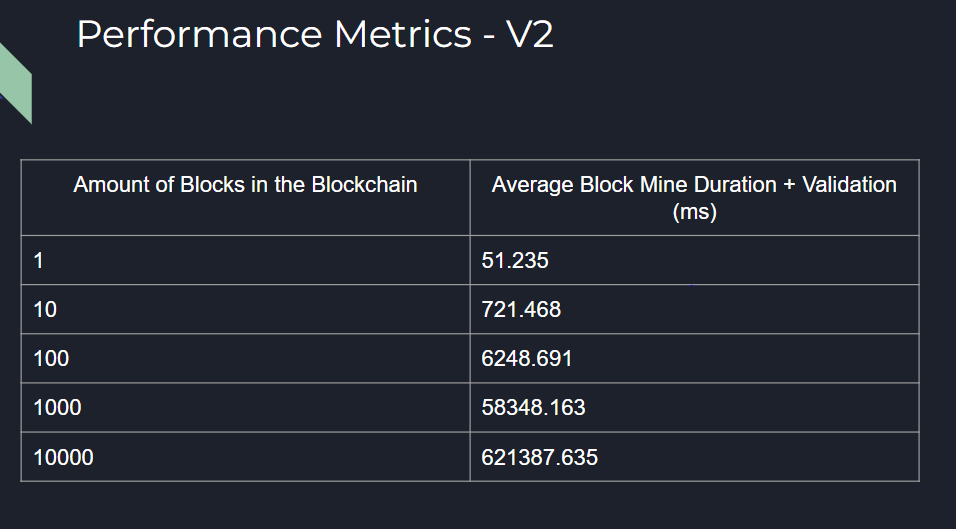 Performance Metrics - V2
Amount of Blocks in the Blockchain
Average Block Mine Duration + Validation
(ms)
1
51.235
10
721.468
100
6248.691
1000
58348.163
10000
621387.635